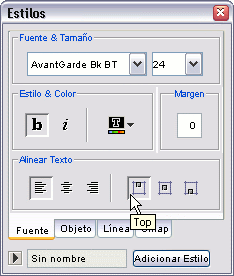 Estilos
Fuente & Tamaño
AvantGarde Bk BT
24
Estilo & Color
Margen
b
i
T
0
Alinear Texto
Top
Fuente
Objeto
Línea
Sin nombre
Adicionar Estilo